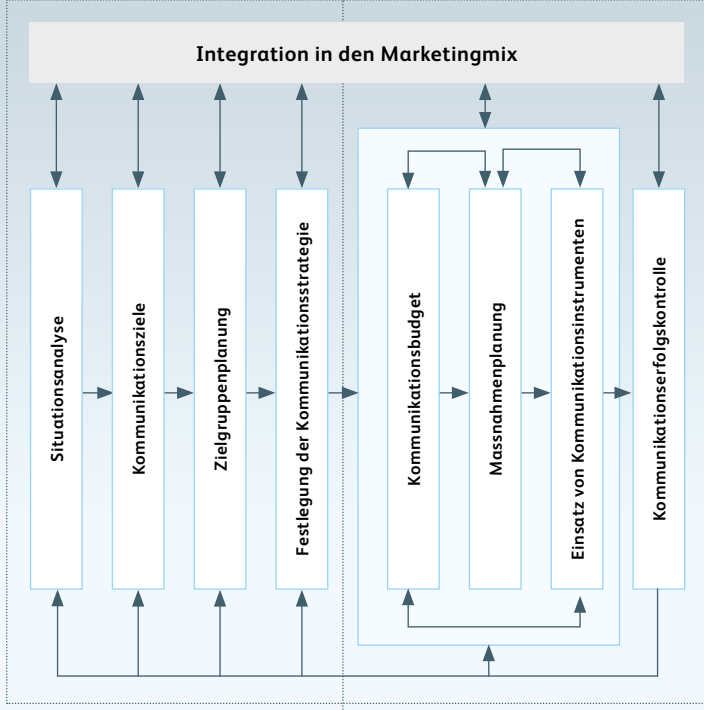 Integration in den Marketingmix
Situationsanalyse
Kommunikationsziele
Zielgruppenplanung
Festlegung der Kommunikationsstrategie
Kommunikationsbudget
Massnahmenplanung
Einsatz von Kommunikationsinstrumenten
Kommunikationserfolgskontrolle